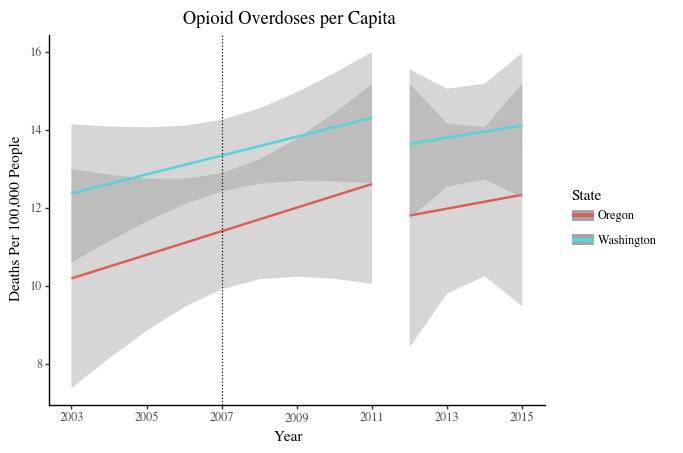 Opioid Overdoses per Capita
Deaths Per 100,000 People
16
14
12
10
8
2003 2005 2007 2009 2011 2013 2015
Year
State
Oregon
Washington